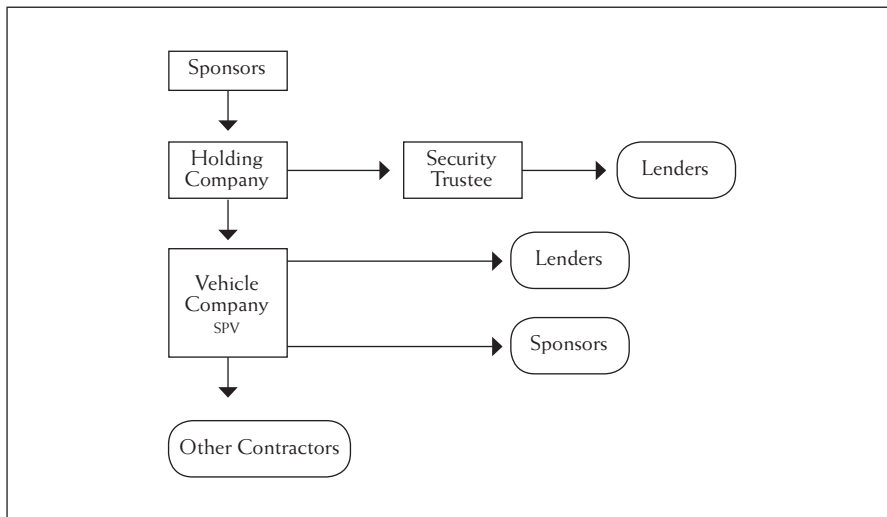 Sponsors
Holding
Company
Security
Trustee
Lenders
Vehicle
Company
SPV
Lenders
Sponsors
Other Contractors